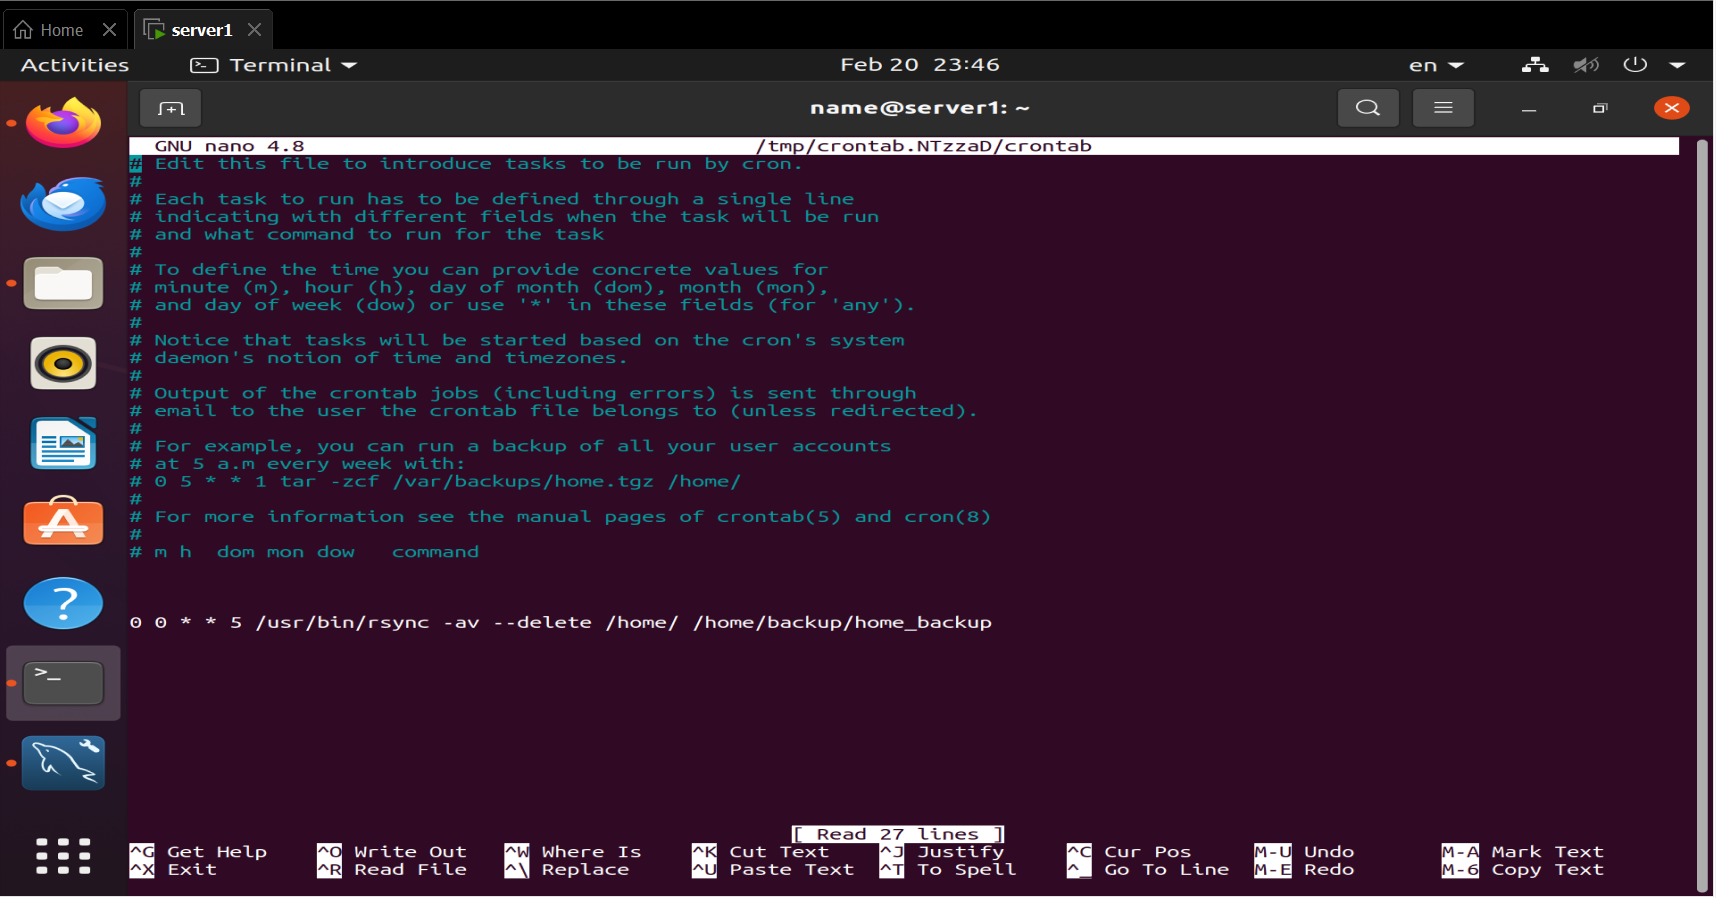 Home
server1
Activities
Terminal
Feb 20 23:46
en
name@server1: ~
GNU nano 4.8 /tmp/crontab.NTzzaD/crontab
# Edit this file to introduce tasks to be run by cron.
#
# Each task to run has to be defined through a single line
# indicating with different fields when the task will be run
# and what command to run for the task
#
# To define the time you can provide concrete values for
# minute (m), hour (h), day of month (dom), month (mon),
# and day of week (dow) or use '*' in these fields (for 'any').
#
# Notice that tasks will be started based on the cron's system
# daemon's notion of time and timezones.
#
# Output of the crontab jobs (including errors) is sent through
# email to the user the crontab file belongs to (unless redirected).
#
# For example, you can run a backup of all your user accounts
# at 5 a.m every week with:
# 0 5 * * 1 tar -zcf /var/backups/home.tgz /home/
#
# For more information see the manual pages of crontab(5) and cron(8)
#
# m h  dom mon dow   command
0 0 * * 5 /usr/bin/rsync -av --delete /home/ /home/backup/home_backup
[ Read 27 lines ]
^G Get Help ^O Write Out ^W Where Is ^K Cut Text ^J Justify ^C Cur Pos M-U Undo M-A Mark Text
^X Exit ^R Read File ^\ Replace ^U Paste Text ^T To Spell ^_ Go To Line M-E Redo M-6 Copy Text